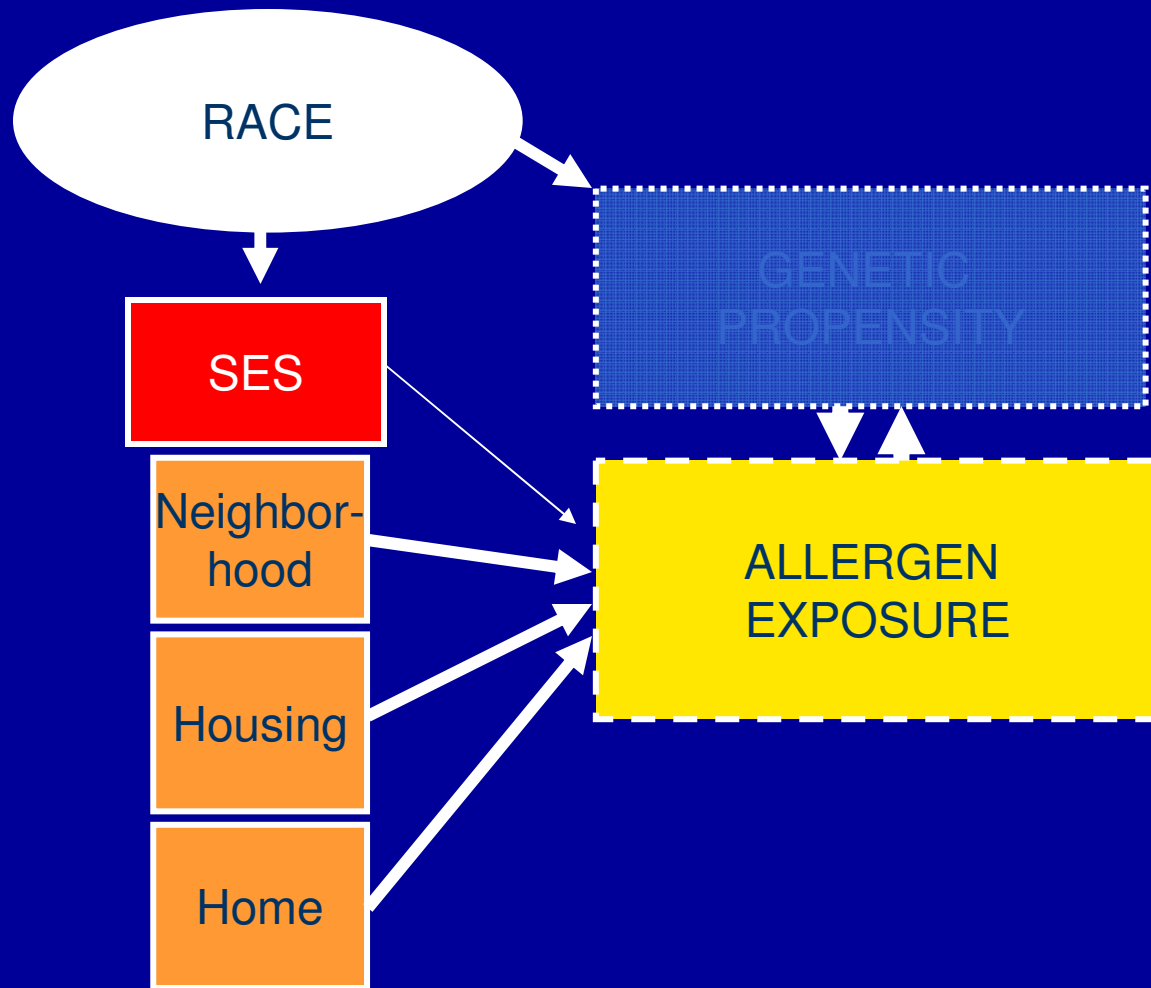 RACE
GENETIC
PROPENSITY
SES
Neighbor-
hood
ALLERGEN
EXPOSURE
Housing
Home